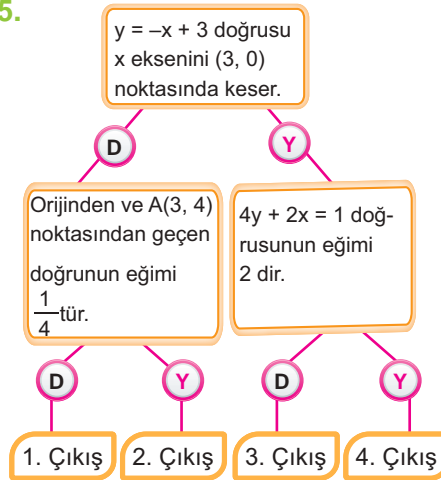 5.
y = –x + 3 doğrusu
x eksenini (3, 0)
noktasında keser.
D
Y
Orijinden ve A(3, 4)
noktasından geçen
doğrunun eğimi
1/4 tür.
4y + 2x = 1 doğ-
rusunun eğimi
2 dir.
D
Y
D
Y
1. Çıkış
2. Çıkış
3. Çıkış
4. Çıkış